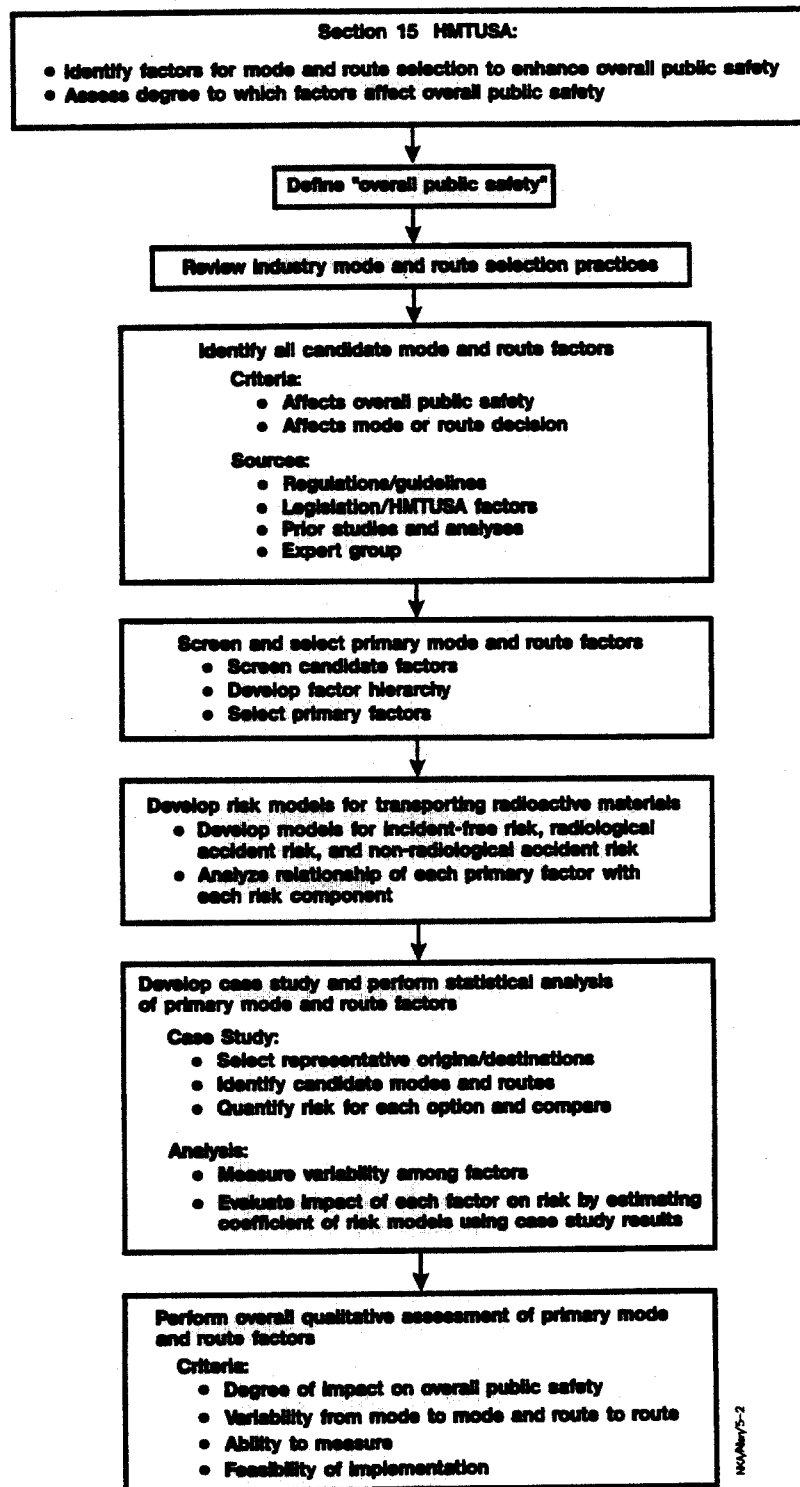 Section 15 HMTUSA:
• Identify factors for mode and route selection to enhance overall public safety
• Assess degree to which factors affect overall public safety
Define "overall public safety"
Review industry mode and route selection practices
Identify all candidate mode and route factors
Criteria:
• Affects overall public safety
• Affects mode or route decision
Sources:
• Regulations/guidelines
• Legislation/HMTUSA factors
• Prior studies and analyses
• Expert group
Screen and select primary mode and route factors
• Screen candidate factors
• Develop factor hierarchy
• Select primary factors
Develop risk models for transporting radioactive materials
• Develop models for incident-free risk, radiological
accident risk, and non-radiological accident risk
• Analyze relationship of each primary factor with
each risk component
Develop case study and perform statistical analysis
of primary mode and route factors
Case Study:
• Select representative origins/destinations
• Identify candidate modes and routes
• Quantify risk for each option and compare
Analysis:
• Measure variability among factors
• Evaluate impact of each factor on risk by estimating
coefficient of risk models using case study results
Perform overall qualitative assessment of primary mode
and route factors
Criteria:
• Degree of impact on overall public safety
• Variability from mode to mode and route to route
• Ability to measure
• Feasibility of implementation